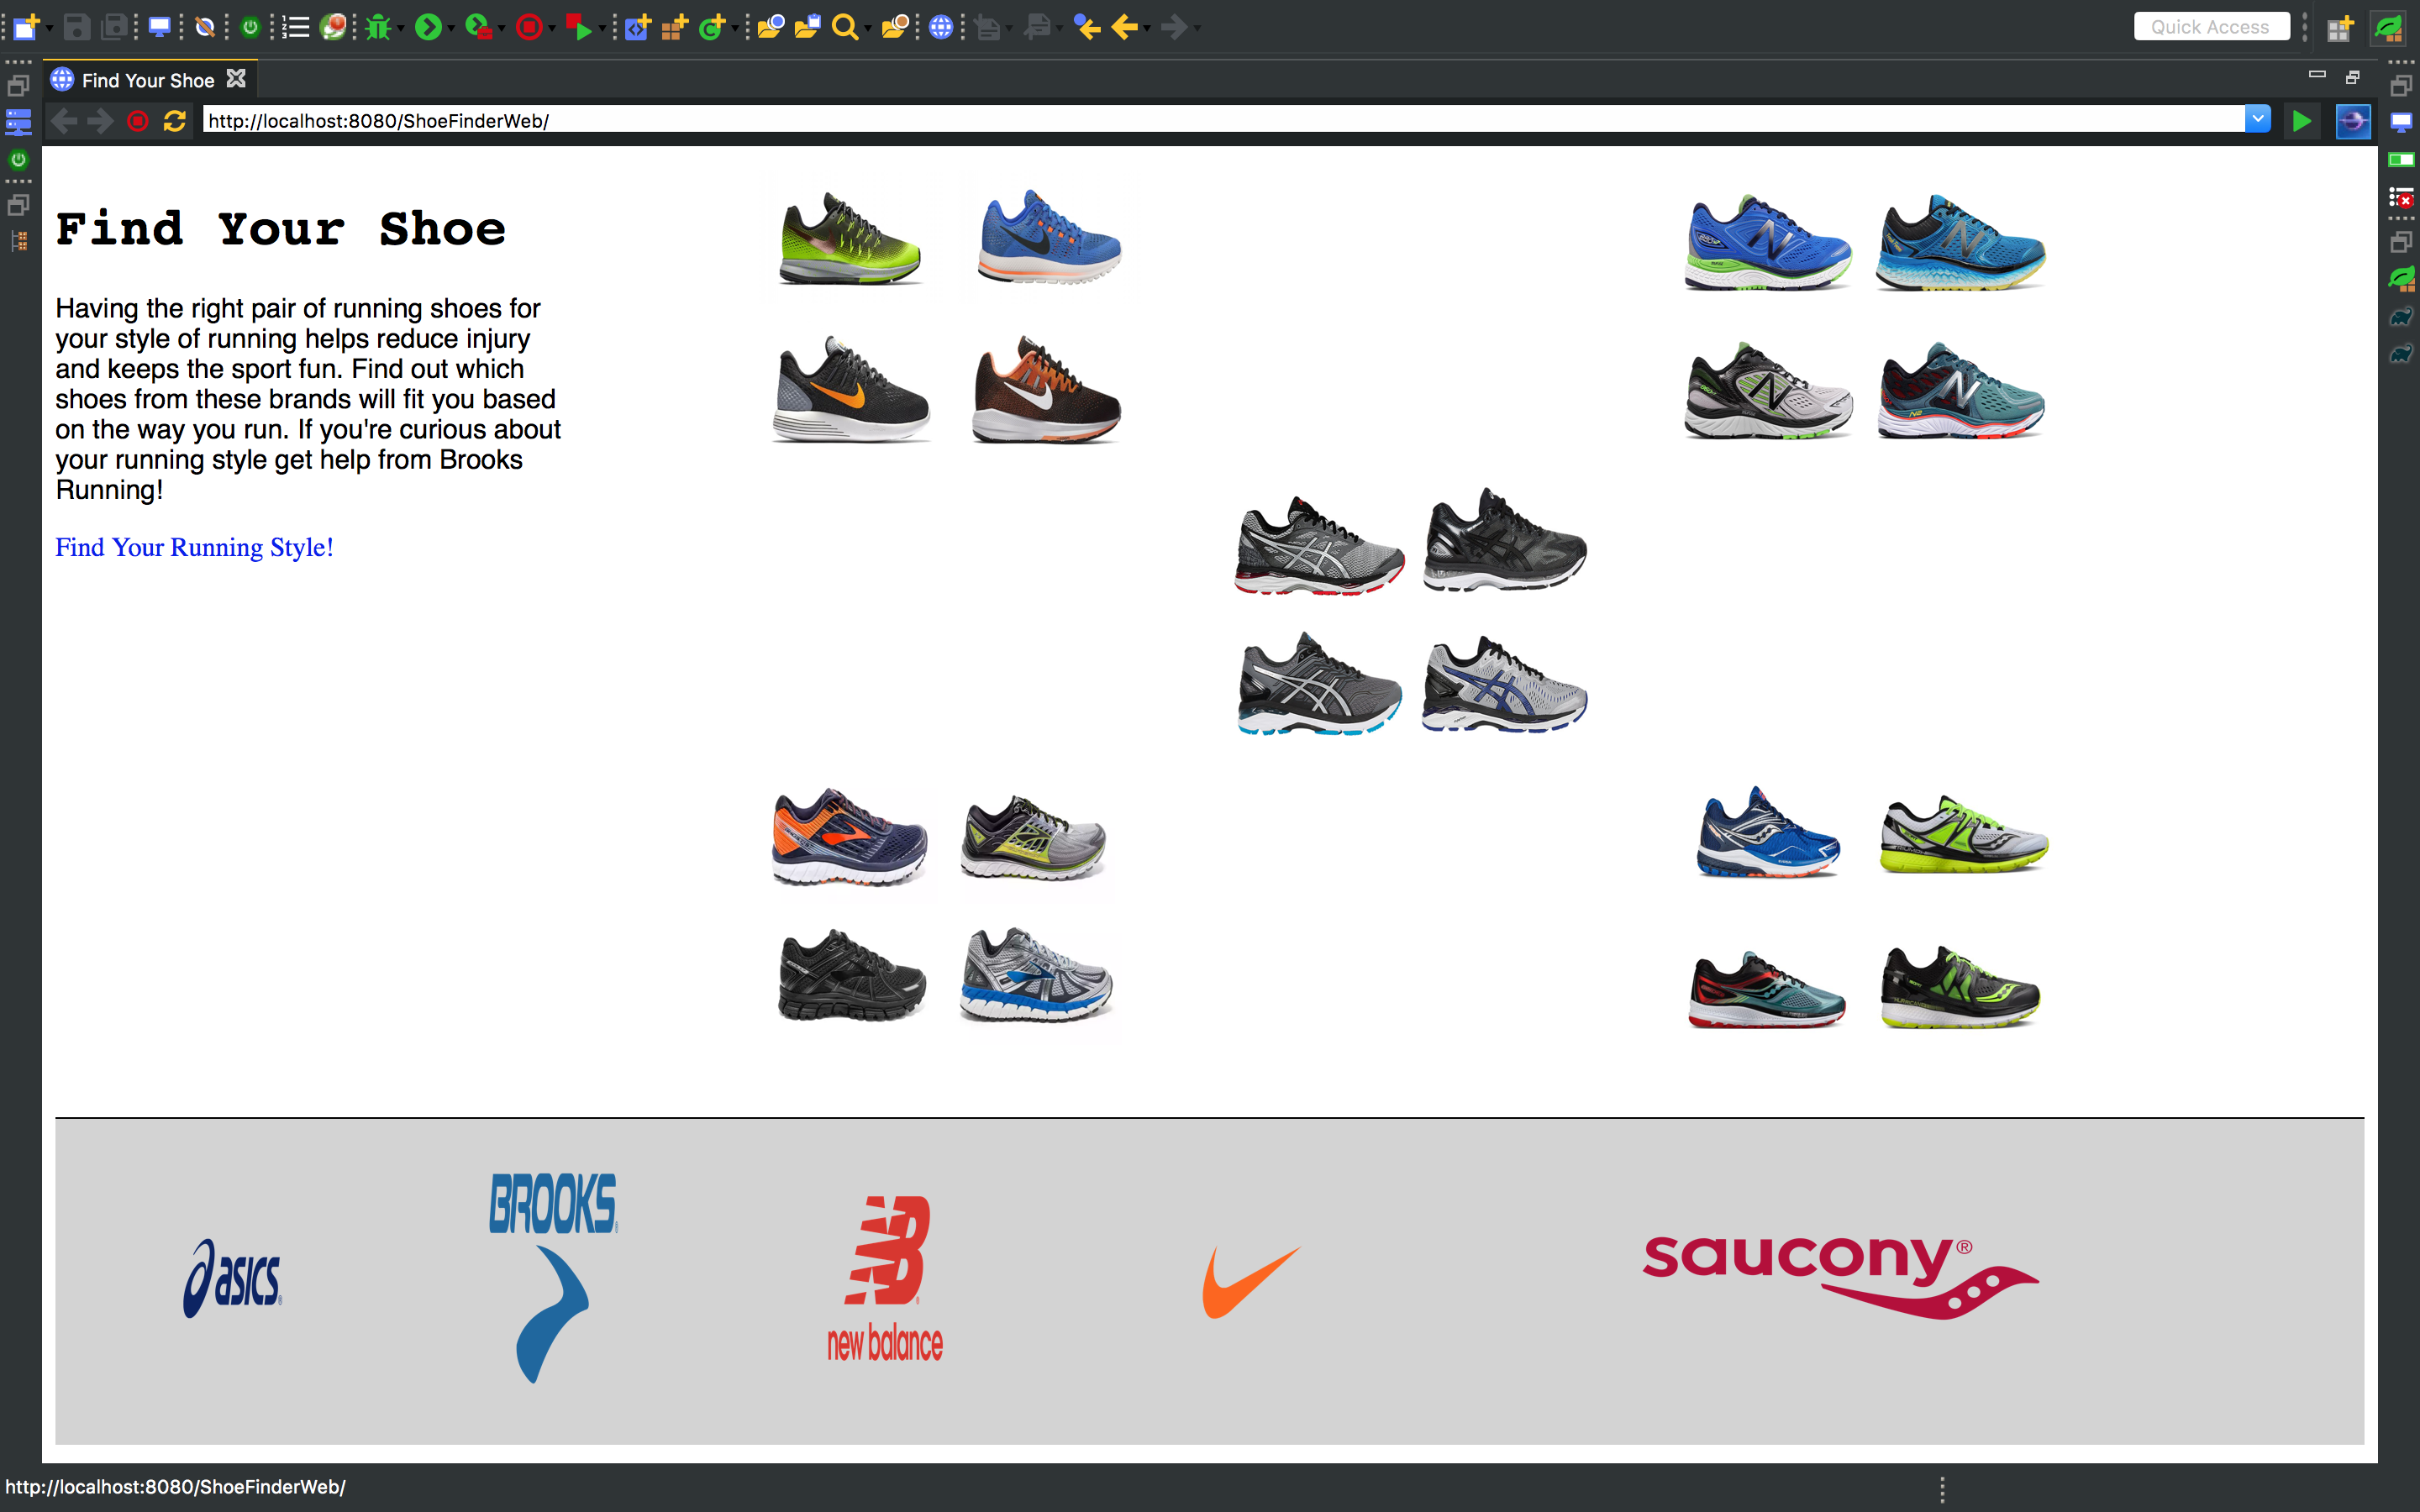 Quick Access
Find Your Shoe
http://localhost:8080/ShoeFinderWeb/
Find Your Shoe
Having the right pair of running shoes for
your style of running helps reduce injury
and keeps the sport fun. Find out which
shoes from these brands will fit you based
on the way you run. If you're curious about
your running style get help from Brooks
Running!
Find Your Running Style!
BROOKS
asics
new balance
saucony®
http://localhost:8080/ShoeFinderWeb/